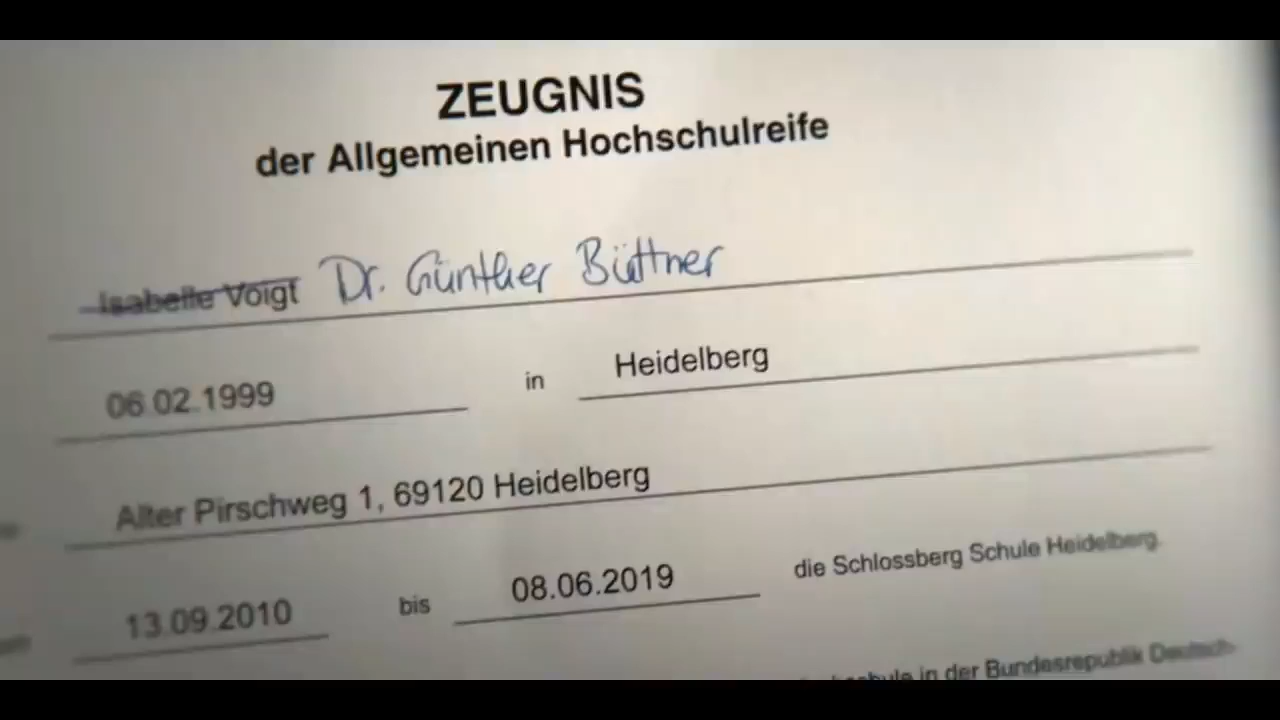 ZEUGNIS
der Allgemeinen Hochschulreife
Isabelle Voigt Dr. Günther Büttner
06.02.1999 in Heidelberg
Alter Pirschweg 1, 69120 Heidelberg
13.09.2010 bis 08.06.2019 die Schlossberg Schule Heidelberg
in der Bundesrepublik Deutsch-